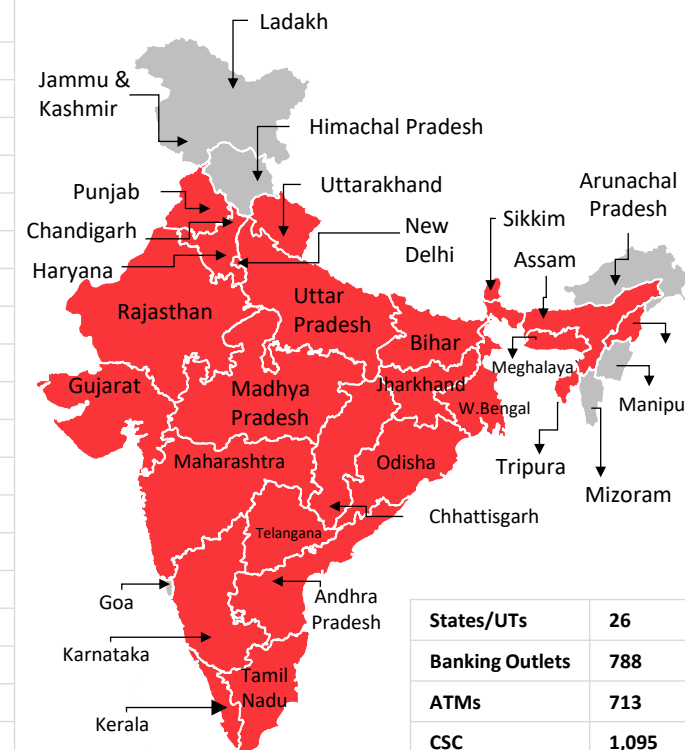 Ladakh
Jammu &
Kashmir
Himachal Pradesh
Punjab
Uttarakhand
Arunachal
Pradesh
Chandigarh
New
Delhi
Sikkim
Haryana
Assam
Rajasthan
Uttar
Pradesh
Bihar
Meghalaya
Gujarat
Madhya
Pradesh
Jharkhand
W.Bengal
Manipu
Maharashtra
Odisha
Tripura
Mizoram
Chhattisgarh
Telangana
Goa
Andhra
Pradesh
Karnataka
Tamil
Nadu
Kerala
States/UTs 26
Banking Outlets 788
ATMs 713
CSC 1,095